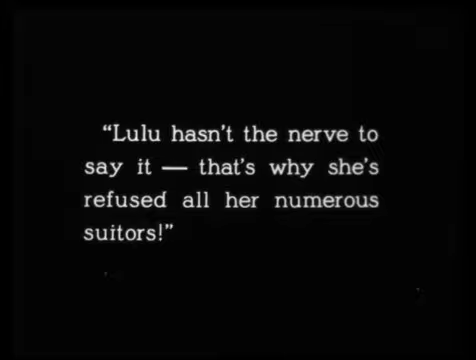 “Lulu hasn’t the nerve to
say it — that’s why she’s
refused all her numerous
suitors!”